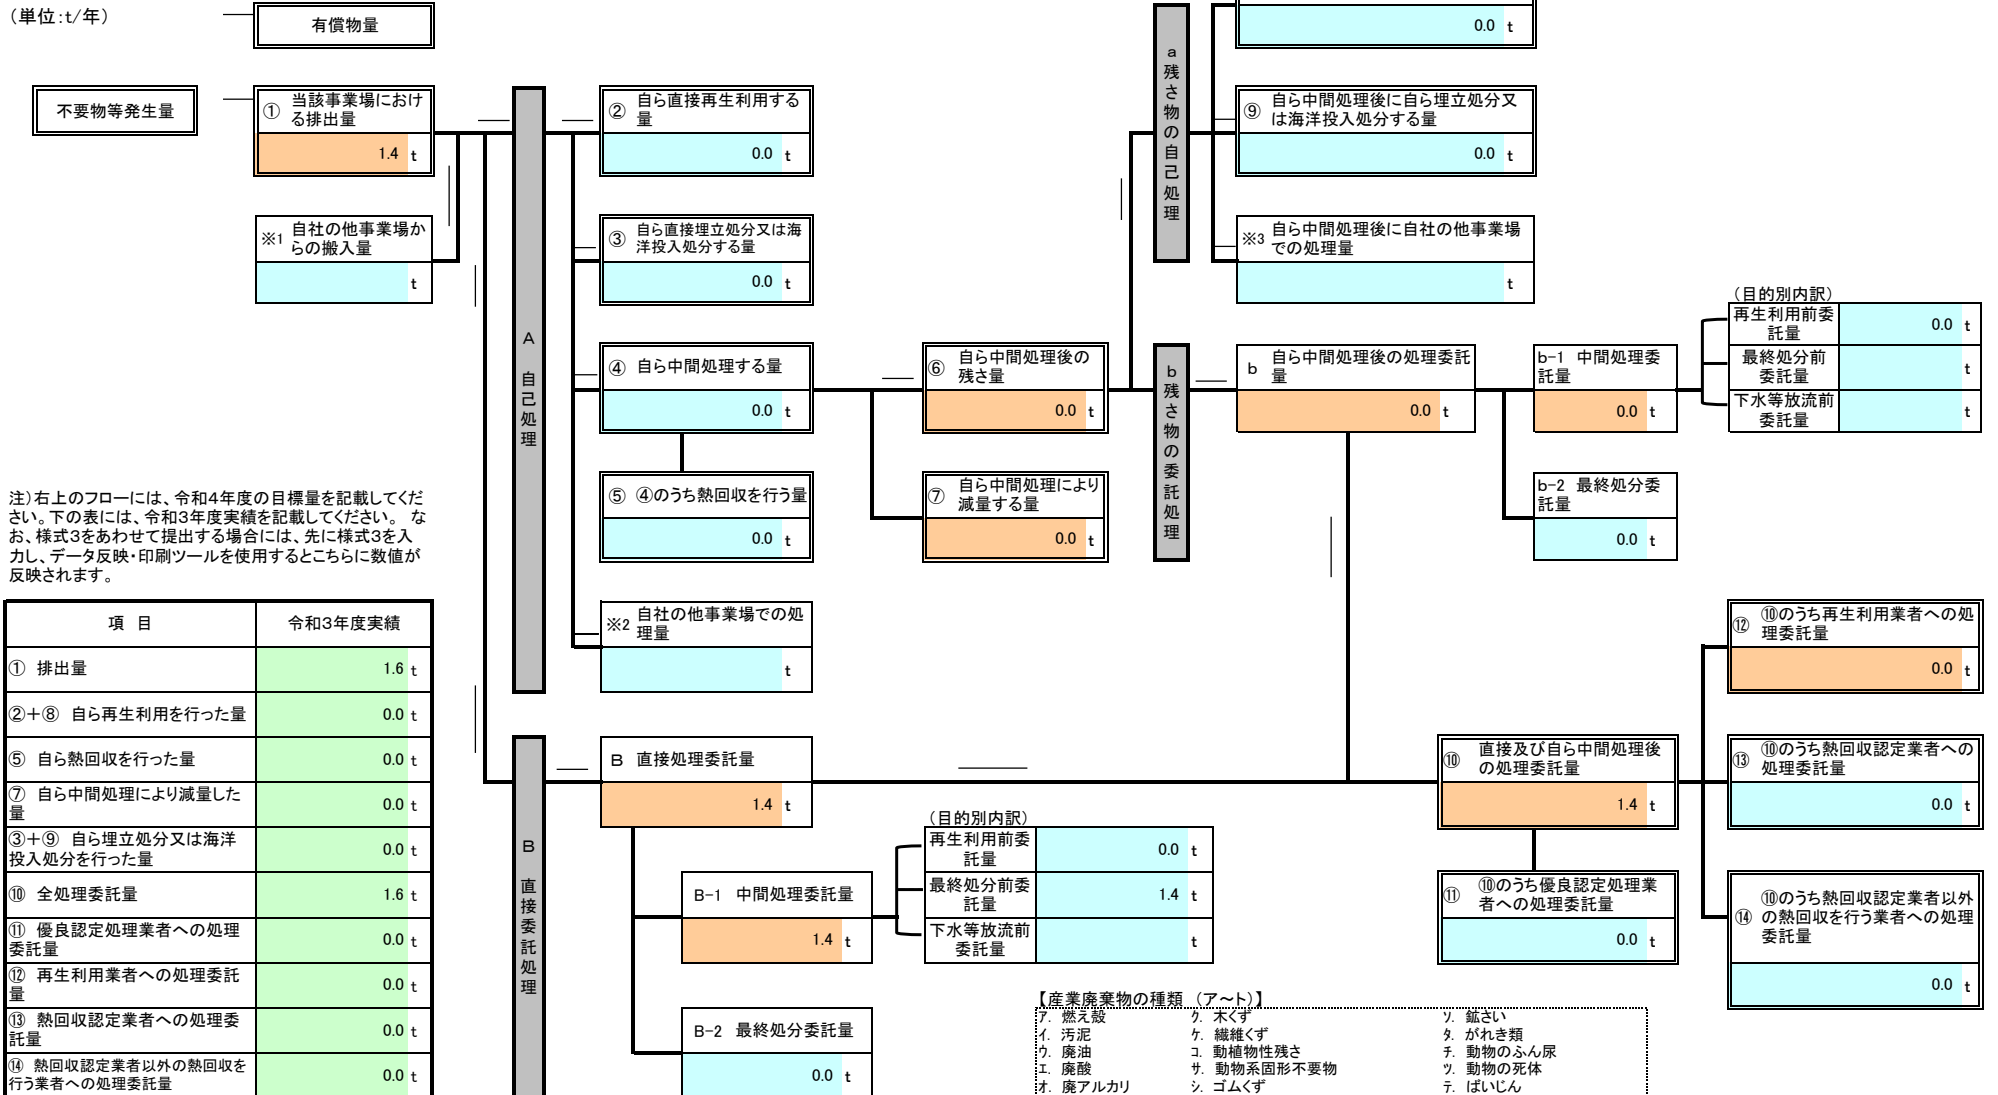 （単位:t/年）
有償物量
不要物等発生量
① 当該事業場におけ
る排出量
1.4 t
※1 自社の他事業場か
らの搬入量
t
A 自己処理
② 自ら直接再生利用する
量
0.0 t
③ 自ら直接埋立処分又は海
洋投入処分する量
0.0 t
④ 自ら中間処理する量
0.0 t
⑤ ④のうち熱回収を行う量
0.0 t
※2 自社の他事業場での処
理量
t
⑥ 自ら中間処理後の
残さ量
0.0 t
⑦ 自ら中間処理により
減量する量
0.0 t
a 残さ物の自己処理
0.0 t
⑨ 自ら中間処理後に自ら埋立処分又
は海洋投入処分する量
0.0 t
※3 自ら中間処理後に自社の他事業場
での処理量
t
b 残さ物の委託処理
b 自ら中間処理後の処理委託
量
0.0 t
b-1 中間処理委
託量
0.0 t
b-2 最終処分委
託量
0.0 t
（目的別内訳）
再生利用前委
託量
0.0 t
最終処分前
委託量
t
下水等放流前
委託量
t
注）右上のフローには、令和4年度の目標量を記載してくだ
さい。下の表には、令和3年度実績を記載してください。 な
お、様式3をあわせて提出する場合には、先に様式3を入
力し、データ反映・印刷ツールを使用するとこちらに数値が
反映されます。
項 目 令和3年度実績
① 排出量 1.6 t
②＋⑧ 自ら再生利用を行った量 0.0 t
⑤ 自ら熱回収を行った量 0.0 t
⑦ 自ら中間処理により減量した
量 0.0 t
③＋⑨ 自ら埋立処分又は海洋
投入処分を行った量 0.0 t
⑩ 全処理委託量 1.6 t
⑪ 優良認定処理業者への処理
委託量 0.0 t
⑫ 再生利用業者への処理委託
量 0.0 t
⑬ 熱回収認定業者への処理委
託量 0.0 t
⑭ 熱回収認定業者以外の熱回収を
行う業者への処理委託量 0.0 t
B 直接委託処理
B 直接処理委託量
1.4 t
B-1 中間処理委託量
1.4 t
B-2 最終処分委託量
0.0 t
（目的別内訳）
再生利用前委
託量
0.0 t
最終処分前委
託量
1.4 t
下水等放流前
委託量
t
⑩ 直接及び自ら中間処理後
の処理委託量
1.4 t
⑪ ⑩のうち優良認定処理業
者への処理委託量
0.0 t
⑫ ⑩のうち再生利用業者への処
理委託量
0.0 t
⑬ ⑩のうち熱回収認定業者への
処理委託量
0.0 t
⑭ ⑩のうち熱回収認定業者以外
の熱回収を行う業者への処理
委託量
0.0 t
【産業廃棄物の種類 （ア～ト）】
ｱ. 燃え殻 ｸ. 木くず ｿ. 鉱さい
ｲ. 汚泥 ｹ. 繊維くず ﾀ. がれき類
ｳ. 廃油 ｺ. 動植物性残さ ﾁ. 動物のふん尿
ｴ. 廃酸 ｻ. 動物系固形不要物 ﾂ. 動物の死体
ｵ. 廃アルカリ ｼ. ゴムくず ﾃ. ばいじん